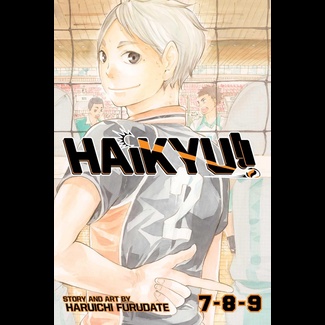 HAIKYU!!
2
STORY AND ART BY
HARUICHI FURUDATE
7-8-9